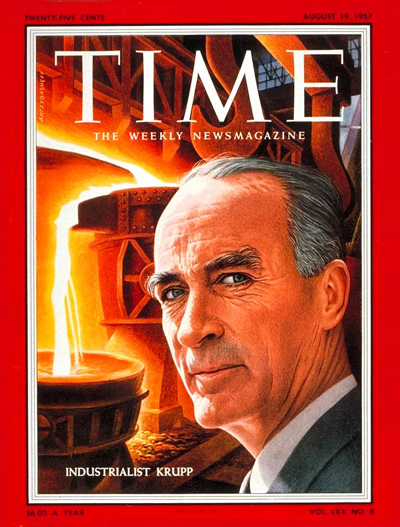 TWENTY-FIVE CENTS
AUGUST 19, 1957
TIME
THE WEEKLY NEWSMAGAZINE
ARTZYBASHEFF
INDUSTRIALIST KRUPP
$6.00 A YEAR
VOL. LXX NO. 8